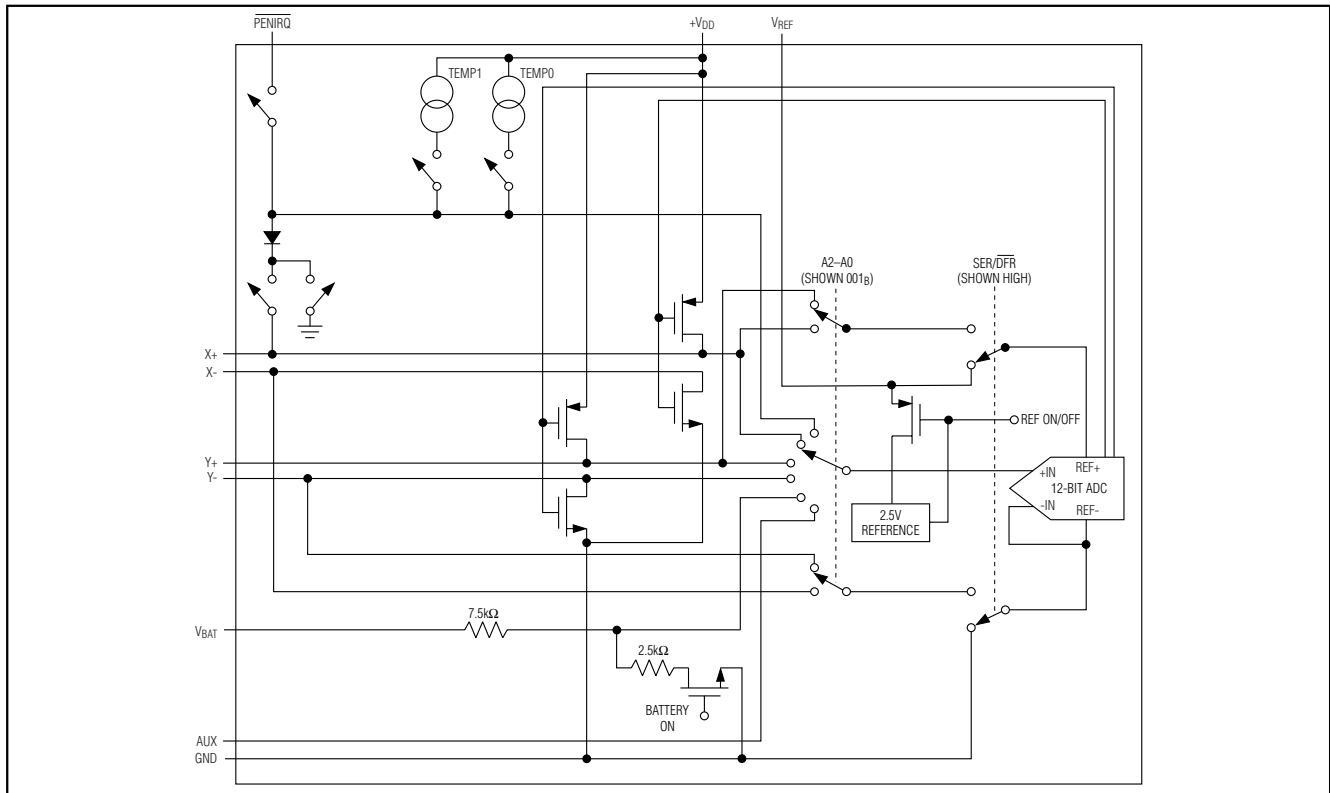 PENIRQ
+VDD
VREF
TEMP1
TEMP0
A2–A0
(SHOWN 001B)
SER/DFR
(SHOWN HIGH)
X+
X-
REF ON/OFF
Y+
Y-
+IN
REF+
12-BIT ADC
-IN
REF-
2.5V
REFERENCE
7.5kΩ
VBAT
2.5kΩ
BATTERY
ON
AUX
GND